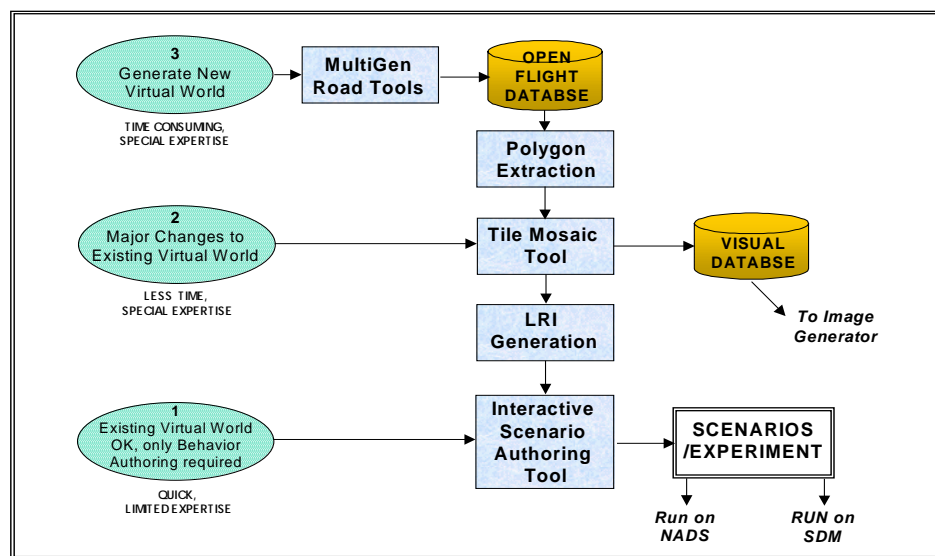 3
Generate New
Virtual World
TIME CONSUMING,
SPECIAL EXPERTISE
MultiGen
Road Tools
OPEN
FLIGHT
DATABSE
Polygon
Extraction
2
Major Changes to
Existing Virtual World
LESS TIME,
SPECIAL EXPERTISE
Tile Mosaic
Tool
VISUAL
DATABSE
To Image
Generator
LRI
Generation
1
Existing Virtual World
OK, only Behavior
Authoring required
QUICK,
LIMITED EXPERTISE
Interactive
Scenario
Authoring
Tool
SCENARIOS
/EXPERIMENT
Run on
NADS
RUN on
SDM